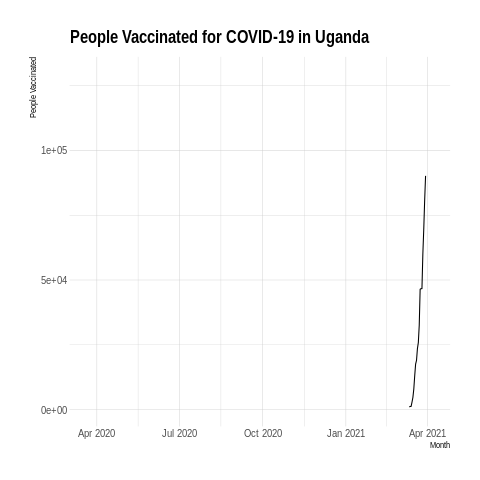 People Vaccinated for COVID-19 in Uganda
People Vaccinated
1e+05
5e+04
0e+00
Apr 2020 Jul 2020 Oct 2020 Jan 2021 Apr 2021
Month